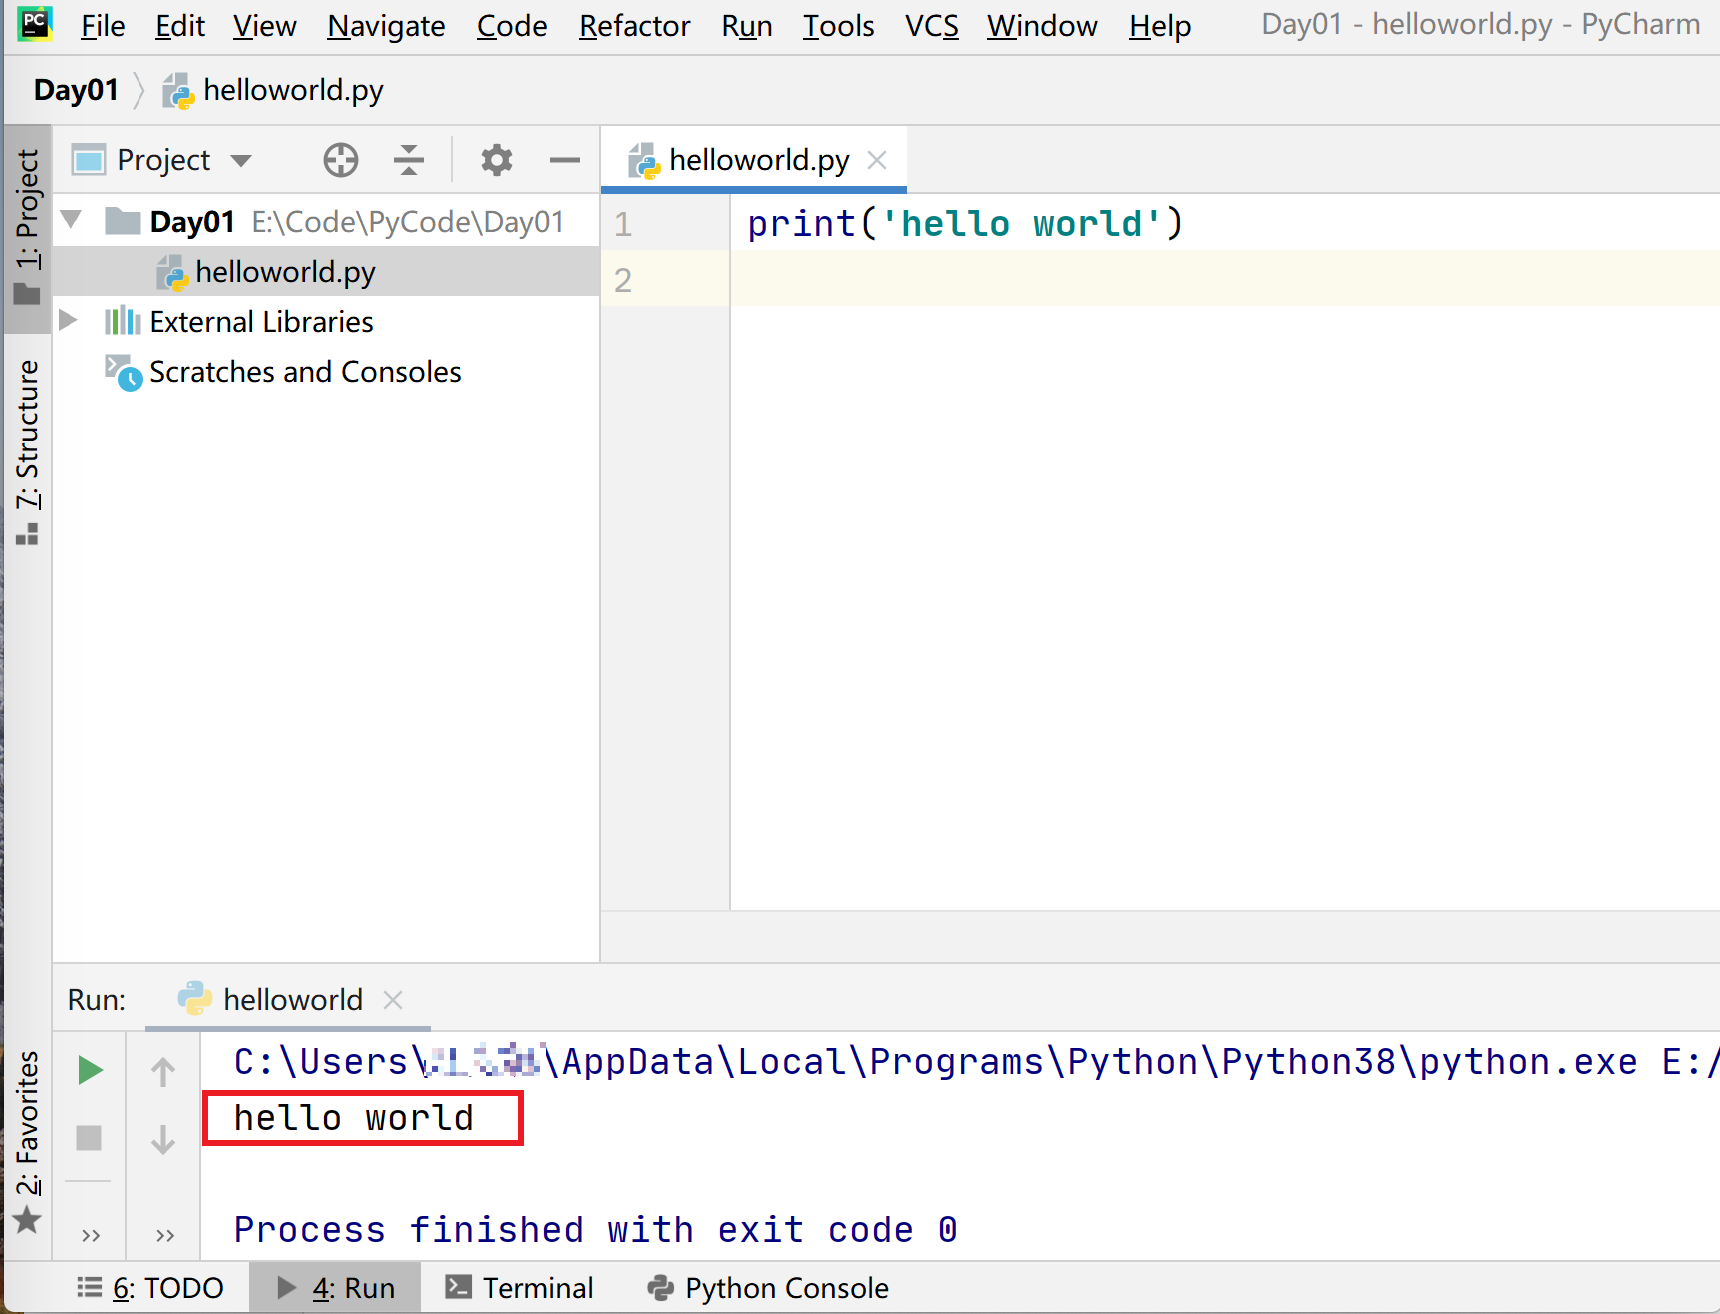 PC File Edit View Navigate Code Refactor Run Tools VCS Window Help Day01 - helloworld.py - PyCharm
Day01 helloworld.py
1: Project
Project
helloworld.py
Day01 E:\Code\PyCode\Day01
helloworld.py
External Libraries
Scratches and Consoles
7: Structure
1 print('hello world')
2
2: Favorites
Run: helloworld
C:\Users\ \AppData\Local\Programs\Python\Python38\python.exe E:/
hello world
Process finished with exit code 0
6: TODO 4: Run Terminal Python Console